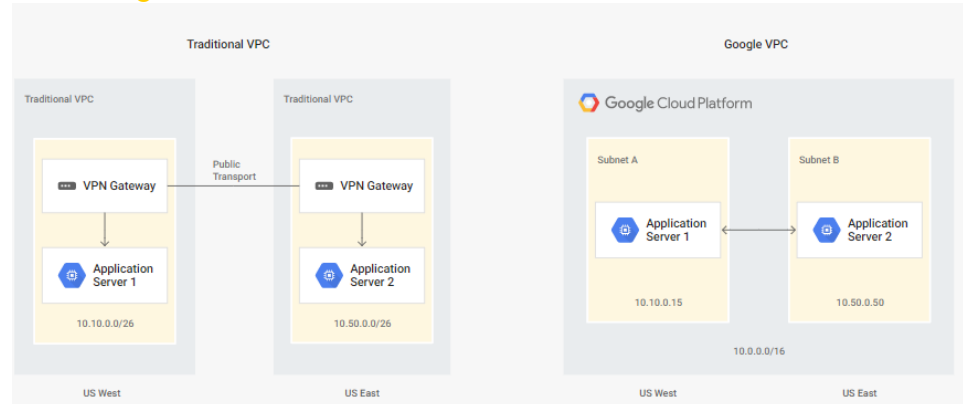 Traditional VPC
Google VPC
Traditional VPC
Traditional VPC
Google Cloud Platform
VPN Gateway
Public
Transport
VPN Gateway
Subnet A
Subnet B
Application
Server 1
Application
Server 2
Application
Server 1
Application
Server 2
10.10.0.0/26
10.50.0.0/26
10.10.0.15
10.50.0.50
10.0.0.0/16
US West
US East
US West
US East